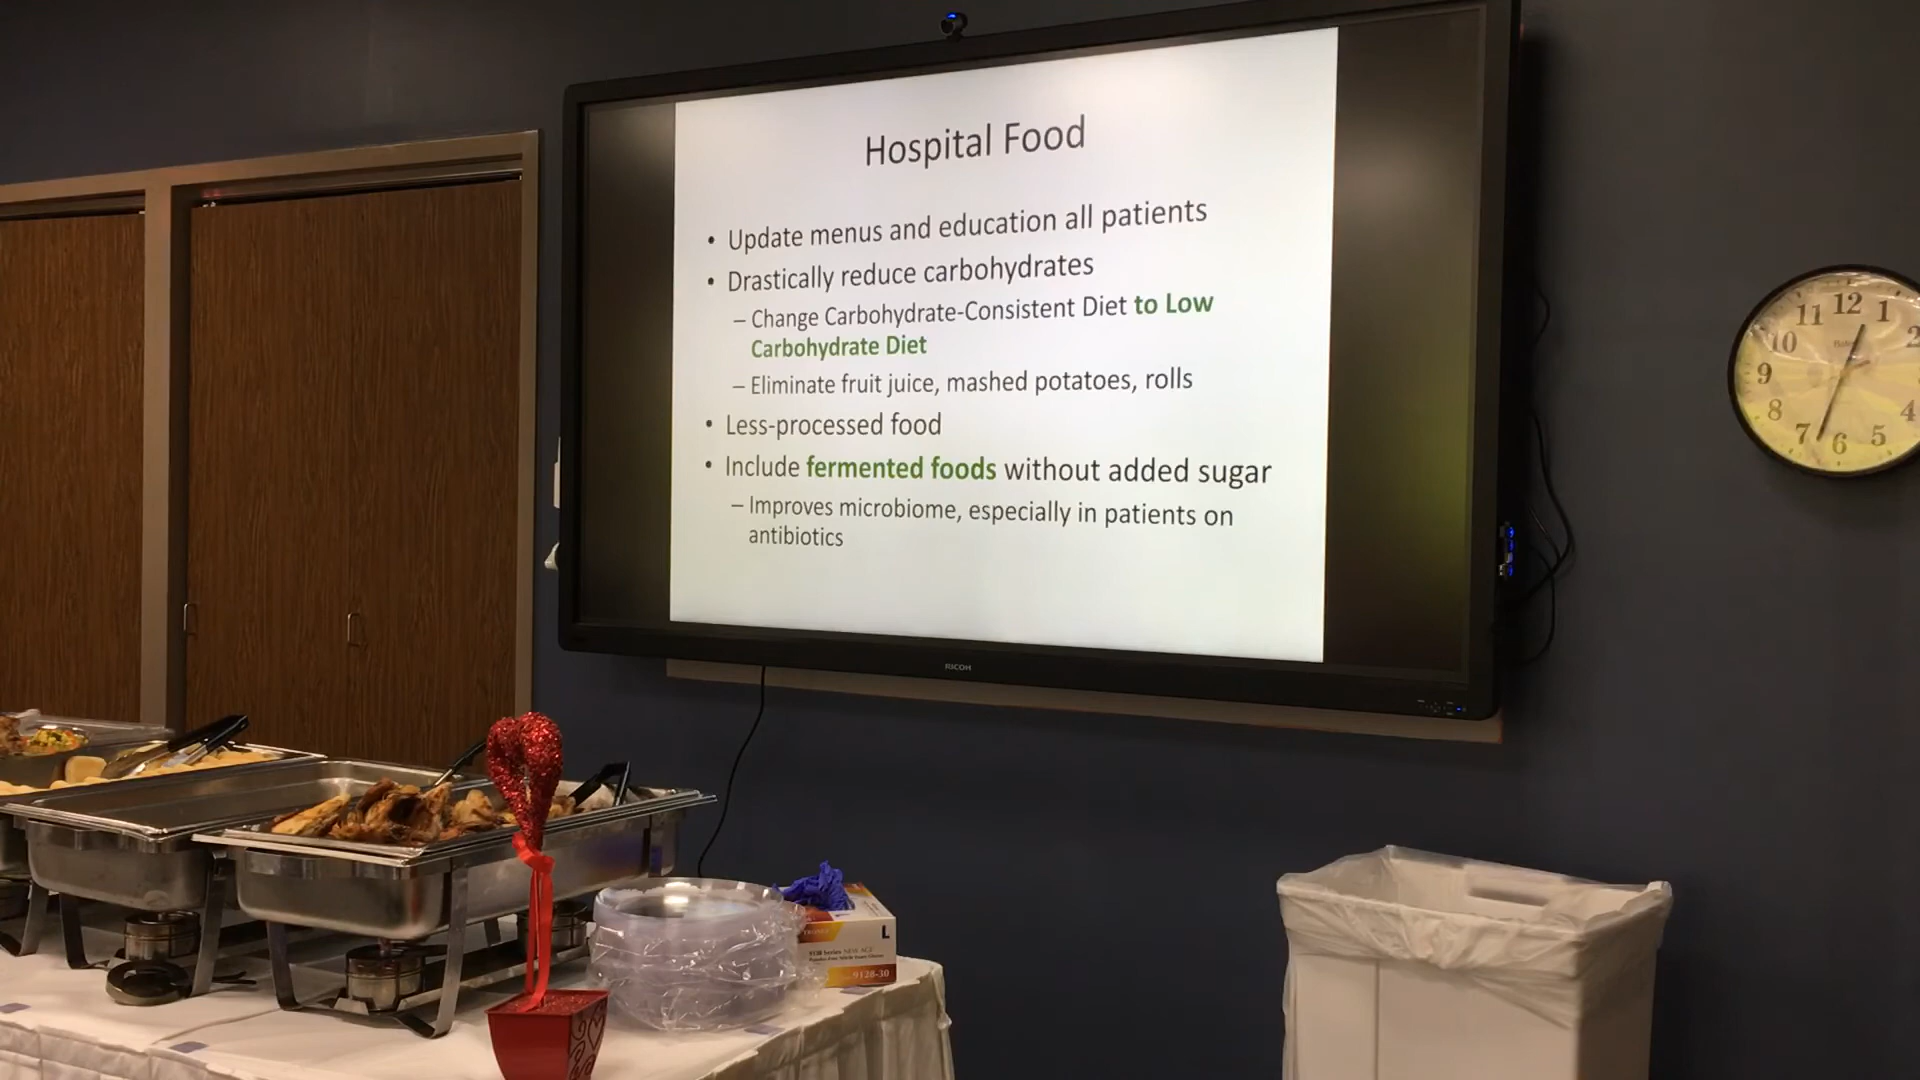 Hospital Food
• Update menus and education all patients
• Drastically reduce carbohydrates
– Change Carbohydrate-Consistent Diet to Low
Carbohydrate Diet
– Eliminate fruit juice, mashed potatoes, rolls
• Less-processed food
• Include fermented foods without added sugar
– Improves microbiome, especially in patients on
antibiotics
RICOH
11 12 1
10 2
9
8 4
7 6 5
L
NEW AGE
9128-30